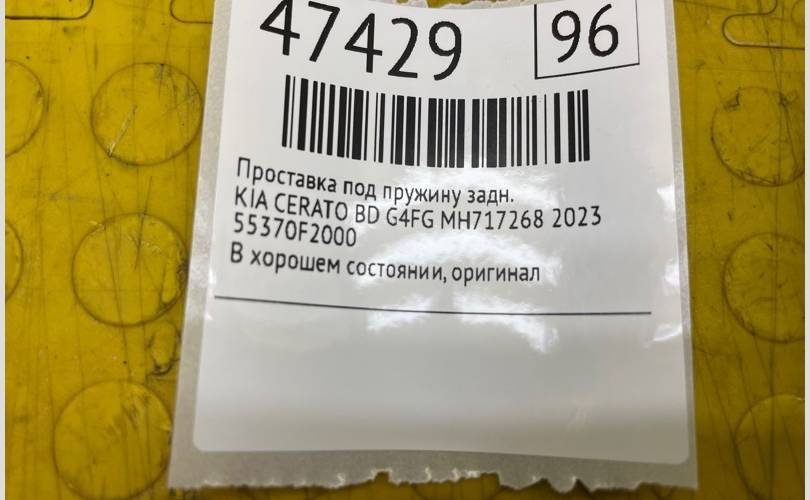 47429 96
Проставка под пружину задн.
KIA CERATO BD G4FG MH717268 2023
55370F2000
В хорошем состоянии, оригинал